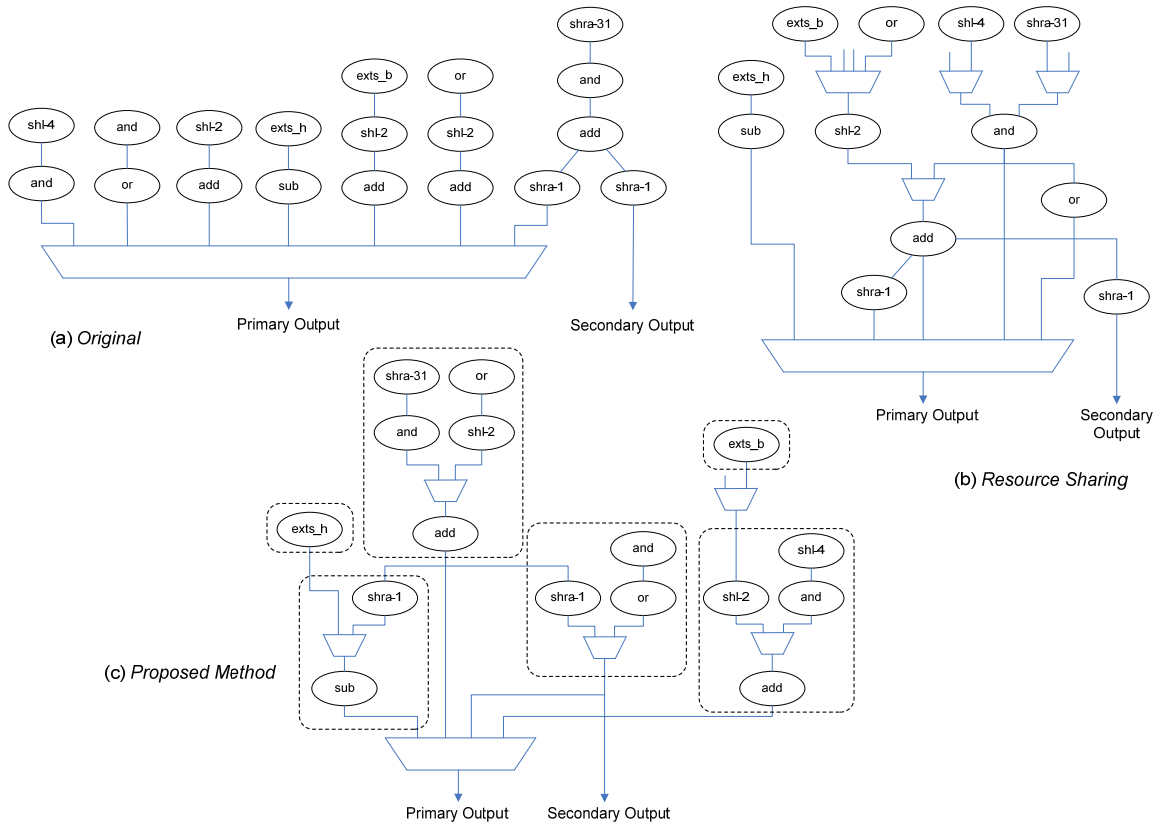 shra-31
and
add
shra-1
shra-1
exts_b
or
shl-4
and
shl-2
exts_h
shl-2
shl-2
and
or
add
sub
add
add
Primary Output
Secondary Output
(a) Original
exts_b
or
shl-4
shra-31
exts_h
sub
shl-2
and
or
add
shra-1
shra-1
Primary Output
Secondary
Output
(b) Resource Sharing
shra-31
or
and
shl-2
add
exts_b
exts_h
and
shl-4
shra-1
shra-1
or
shl-2
and
sub
add
(c) Proposed Method
Primary Output
Secondary Output